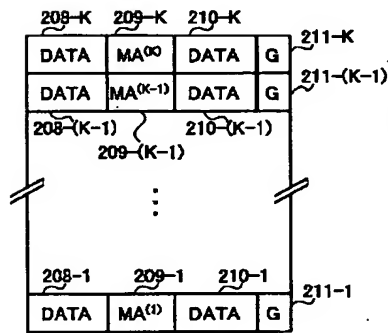 208-K 209-K 210-K
DATA MA(K) DATA G 211-K
DATA MA(K-1) DATA G 211-(K-1)
208-(K-1) 210-(K-1)
209-(K-1)
208-1 209-1 210-1
DATA MA(1) DATA G 211-1